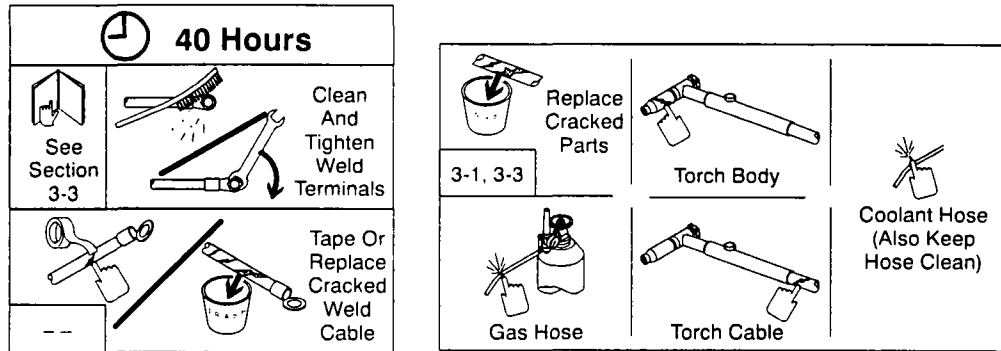 40 Hours
See
Section
3-3
Clean
And
Tighten
Weld
Terminals
Tape Or
Replace
Cracked
Weld
Cable
TRASH
– –
Replace
Cracked
Parts
3-1, 3-3
Torch Body
Gas Hose
Torch Cable
Coolant Hose
(Also Keep
Hose Clean)